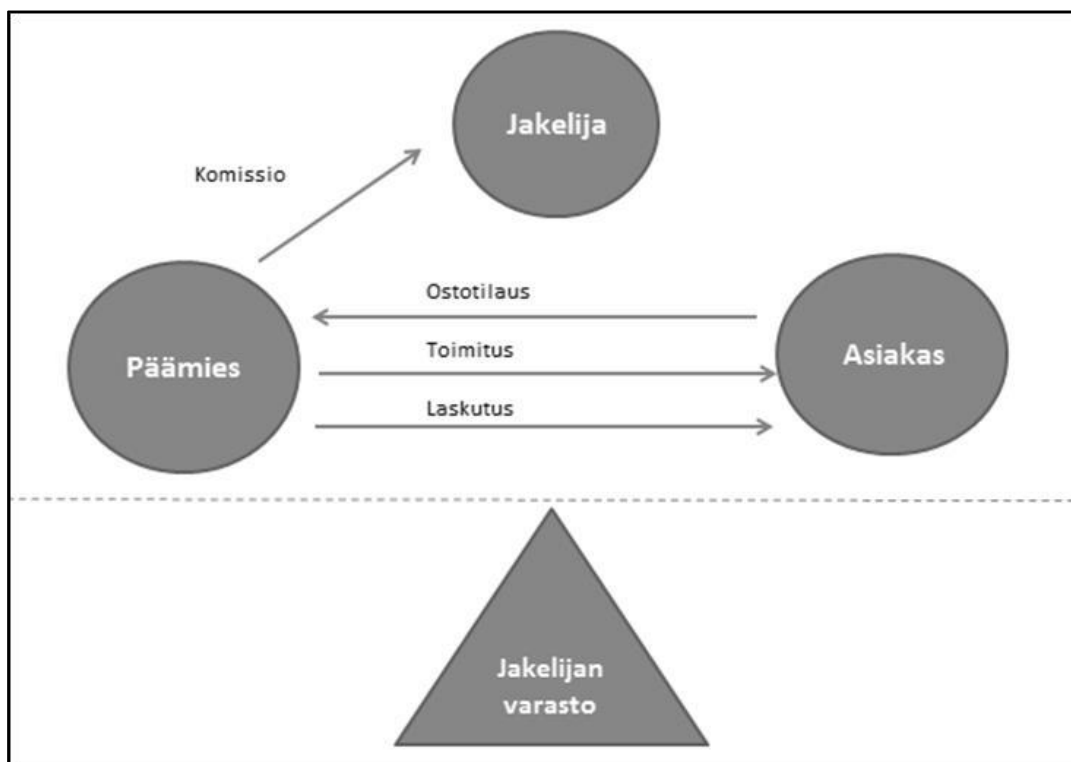 Jakelija
Komissio
Ostotilaus
Toimitus
Laskutus
Päämies
Asiakas
Jakelijan
varasto